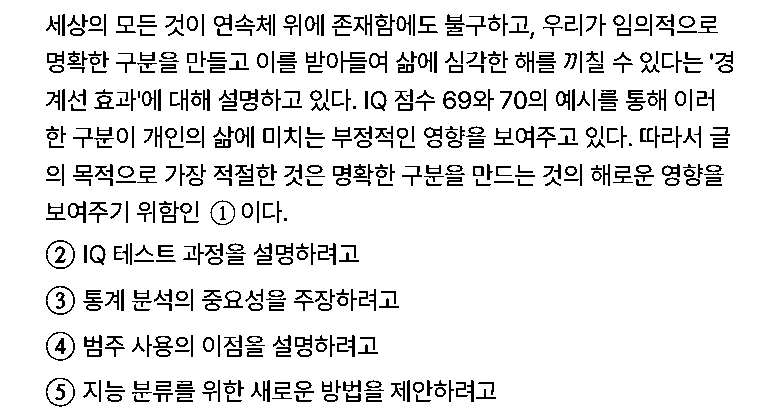 세상의 모든 것이 연속체 위에 존재함에도 불구하고, 우리가 임의적으로
명확한 구분을 만들고 이를 받아들여 삶에 심각한 해를 끼칠 수 있다는 '경
계선 효과'에 대해 설명하고 있다. IQ 점수 69와 70의 예시를 통해 이러
한 구분이 개인의 삶에 미치는 부정적인 영향을 보여주고 있다. 따라서 글
의 목적으로 가장 적절한 것은 명확한 구분을 만드는 것의 해로운 영향을
보여주기 위함인 ①이다.
② IQ 테스트 과정을 설명하려고
③ 통계 분석의 중요성을 주장하려고
④ 범주 사용의 이점을 설명하려고
⑤ 지능 분류를 위한 새로운 방법을 제안하려고